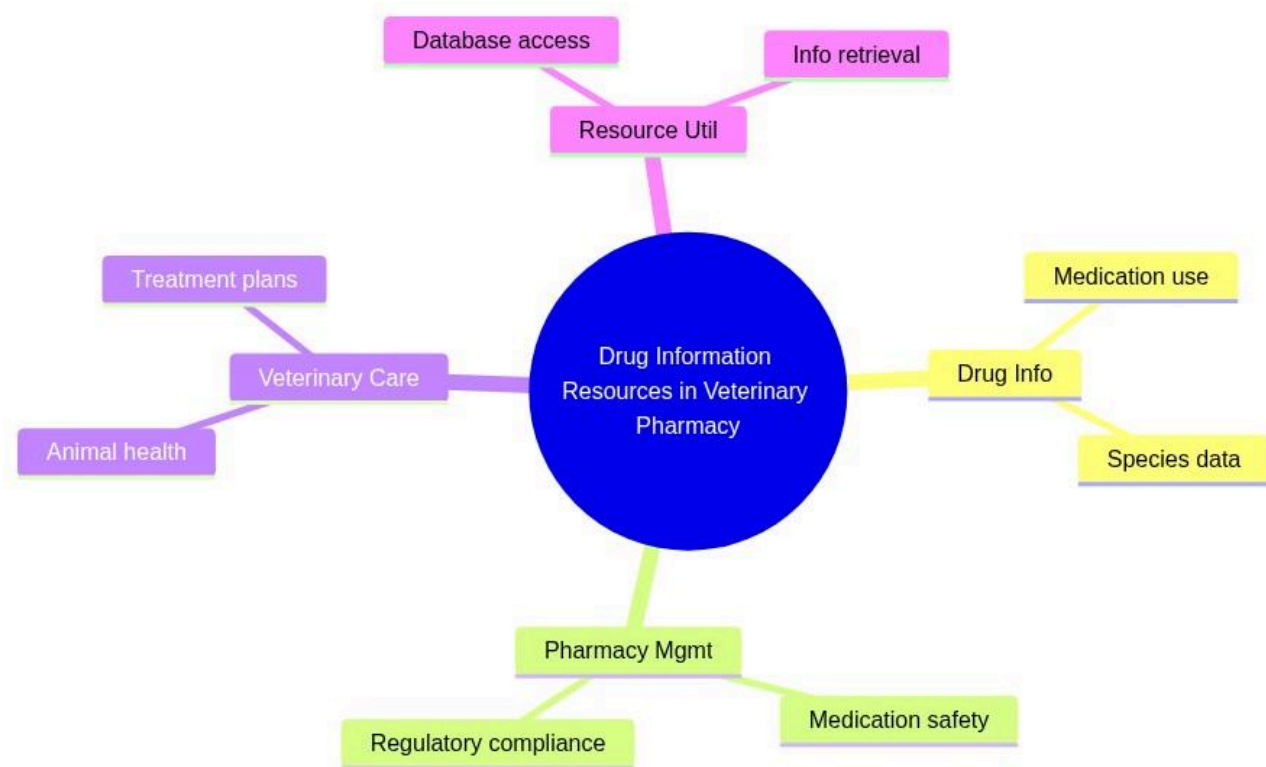 Database access
Info retrieval
Resource Util
Treatment plans
Veterinary Care
Animal health
Drug Information
Resources in Veterinary
Pharmacy
Medication use
Drug Info
Species data
Pharmacy Mgmt
Medication safety
Regulatory compliance